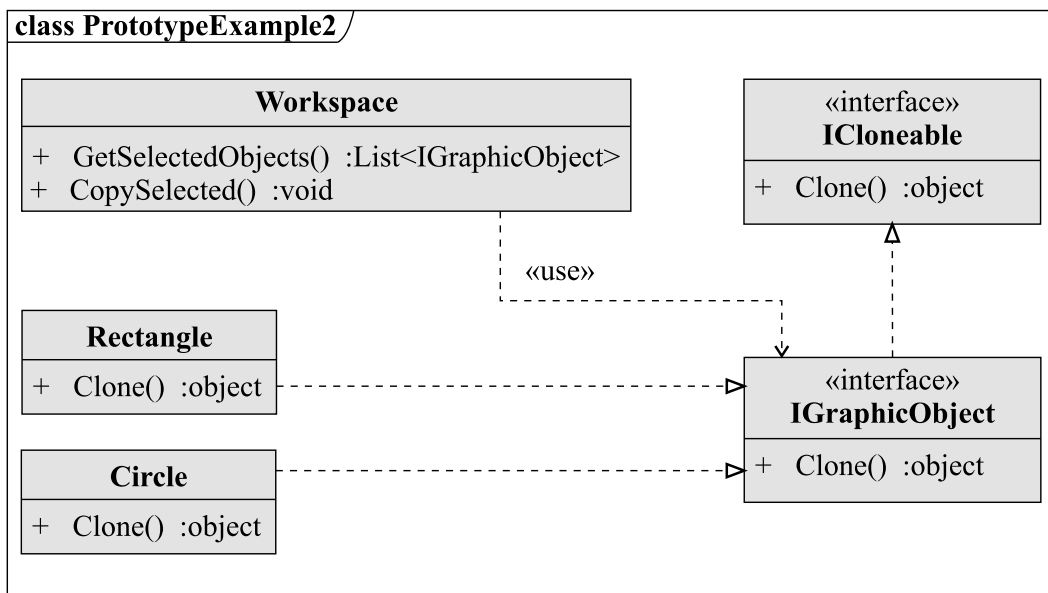 class PrototypeExample2
Workspace
+ GetSelectedObjects() :List<IGraphicObject>
+ CopySelected() :void
«interface»
ICloneable
+ Clone() :object
«use»
Rectangle
+ Clone() :object
«interface»
IGraphicObject
+ Clone() :object
Circle
+ Clone() :object